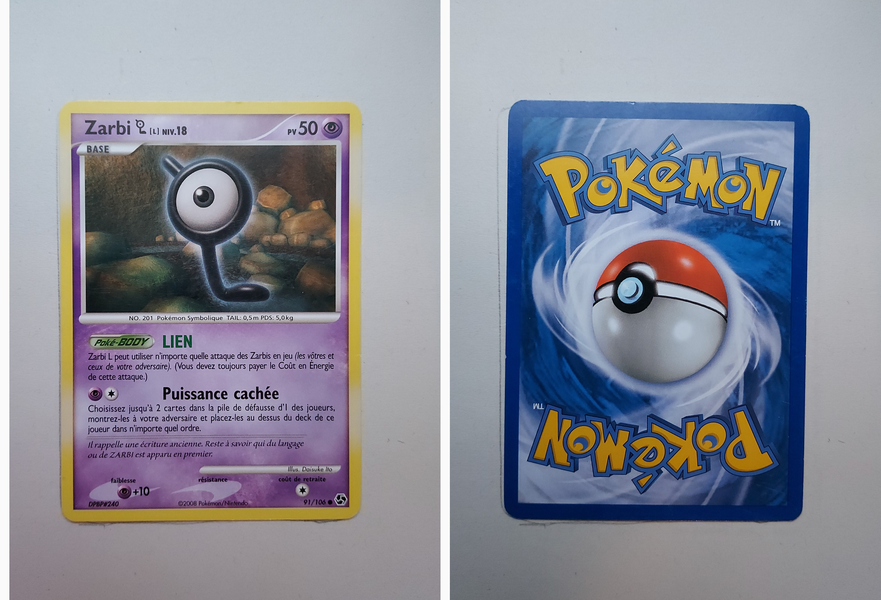 Zarbi L [L] NIV.18 PV 50
BASE
NO. 201 Pokémon Symbolique TAIL: 0,5m PDS: 5,0kg
Poké-BODY LIEN
Zarbi L peut utiliser n'importe quelle attaque des Zarbis en jeu (les vôtres et
ceux de votre adversaire). (Vous devez toujours payer le Coût en Énergie
de cette attaque.)
Puissance cachée
Choisissez jusqu'à 2 cartes dans la pile de défausse d'1 des joueurs,
montrez-les à votre adversaire et placez-les au dessus du deck de ce
joueur dans n'importe quel ordre.
Il rappelle une écriture ancienne. Reste à savoir qui du langage
ou de ZARBI est apparu en premier.
Illus. Daisuke Ito
faiblesse résistance coût de retraite
+10
DPBP#240 ©2008 Pokémon/Nintendo 91/106
POKéMON
TM
TM
POKéMON